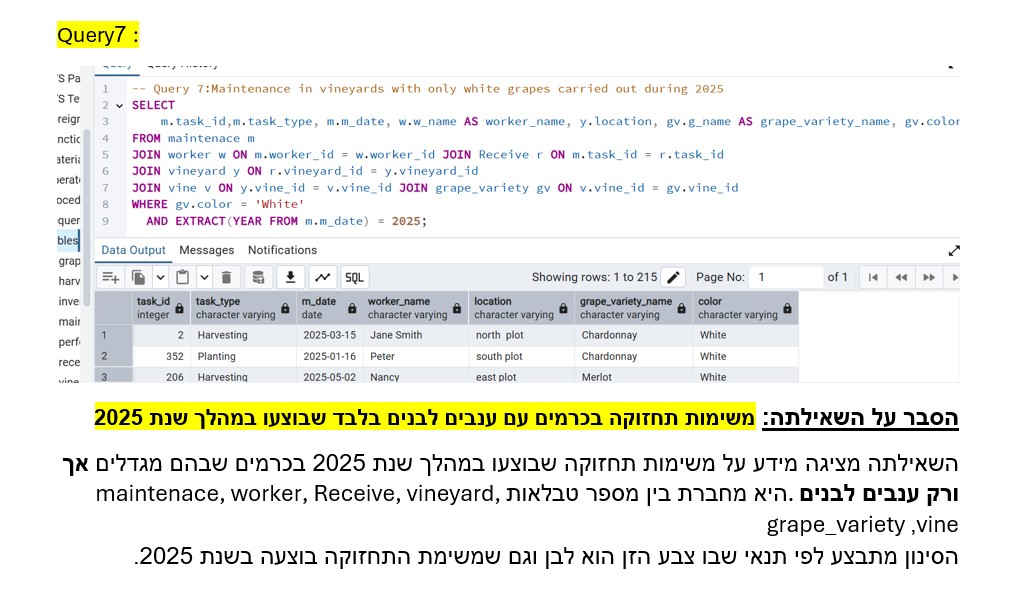 Query7 :
Query Query History
-- Query 7:Maintenance in vineyards with only white grapes carried out during 2025
SELECT
m.task_id,m.task_type, m.m_date, w.w_name AS worker_name, y.location, gv.g_name AS grape_variety_name, gv.color
FROM maintenace m
JOIN worker w ON m.worker_id = w.worker_id JOIN Receive r ON m.task_id = r.task_id
JOIN vineyard y ON r.vineyard_id = y.vineyard_id
JOIN vine v ON y.vine_id = v.vine_id JOIN grape_variety gv ON v.vine_id = gv.vine_id
WHERE gv.color = 'White'
AND EXTRACT(YEAR FROM m.m_date) = 2025;
1
2
3
4
5
6
7
8
9
'S Pa
'S Te
reigr
nctic
ateria
perat
oced
equer
bles
grap
harv
inve
mair
perf
rece
vine
Data Output Messages Notifications
SQL Showing rows: 1 to 215 Page No: 1 of 1
task_id task_type m_date worker_name location grape_variety_name color
integer character varying date character varying character varying character varying character varying
1 2 Harvesting 2025-03-15 Jane Smith north plot Chardonnay White
2 352 Planting 2025-01-16 Peter south plot Chardonnay White
3 206 Harvesting 2025-05-02 Nancy east plot Merlot White
הסבר על השאילתה: משימות תחזוקה בכרמים עם ענבים לבנים בלבד שבוצעו במהלך שנת 2025
השאילתה מציגה מידע על משימות תחזוקה שבוצעו במהלך שנת 2025 בכרמים שבהם מגדלים אך
ורק ענבים לבנים .היא מחברת בין מספר טבלאות maintenace, worker, Receive, vineyard,
grape_variety ,vine
הסינון מתבצע לפי תנאי שבו צבע הזן הוא לבן וגם שמשימת התחזוקה בוצעה בשנת 2025.